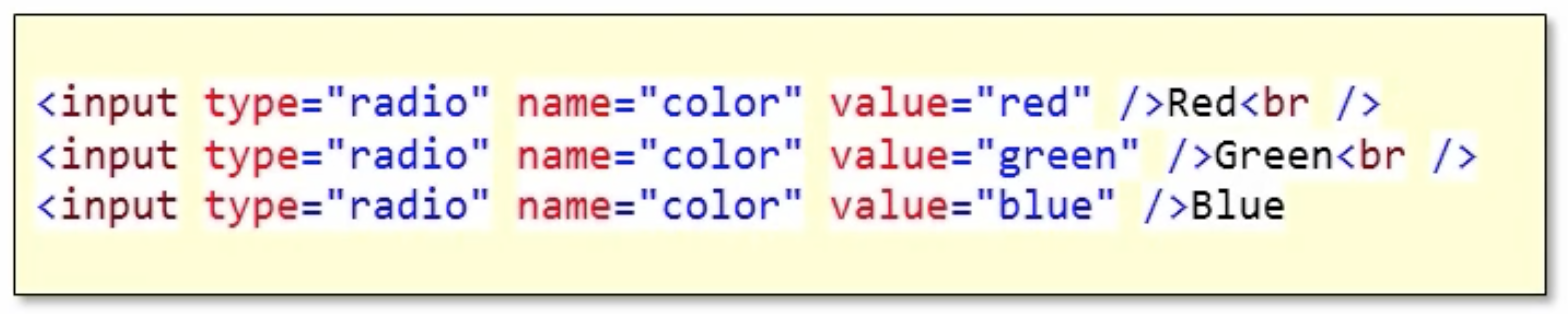 <input type="radio" name="color" value="red" />Red<br />
<input type="radio" name="color" value="green" />Green<br />
<input type="radio" name="color" value="blue" />Blue